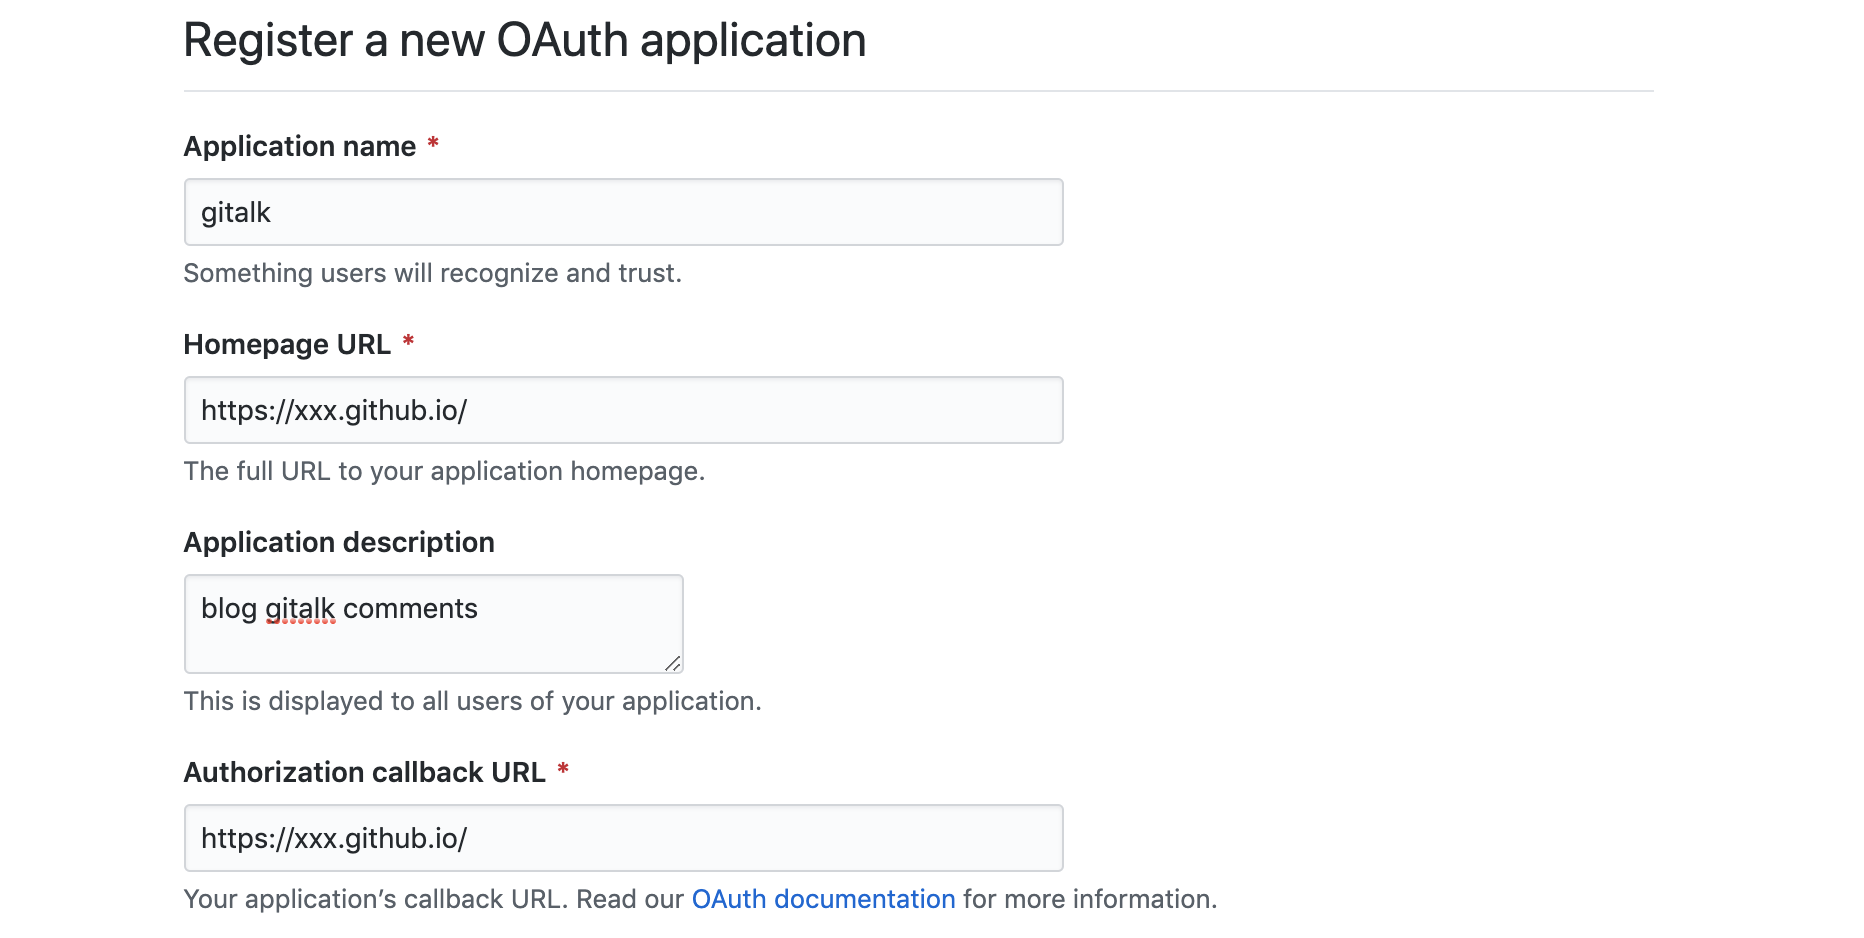 Register a new OAuth application
Application name *
gitalk
Something users will recognize and trust.
Homepage URL *
https://xxx.github.io/
The full URL to your application homepage.
Application description
blog gitalk comments
This is displayed to all users of your application.
Authorization callback URL *
https://xxx.github.io/
Your application’s callback URL. Read our OAuth documentation for more information.